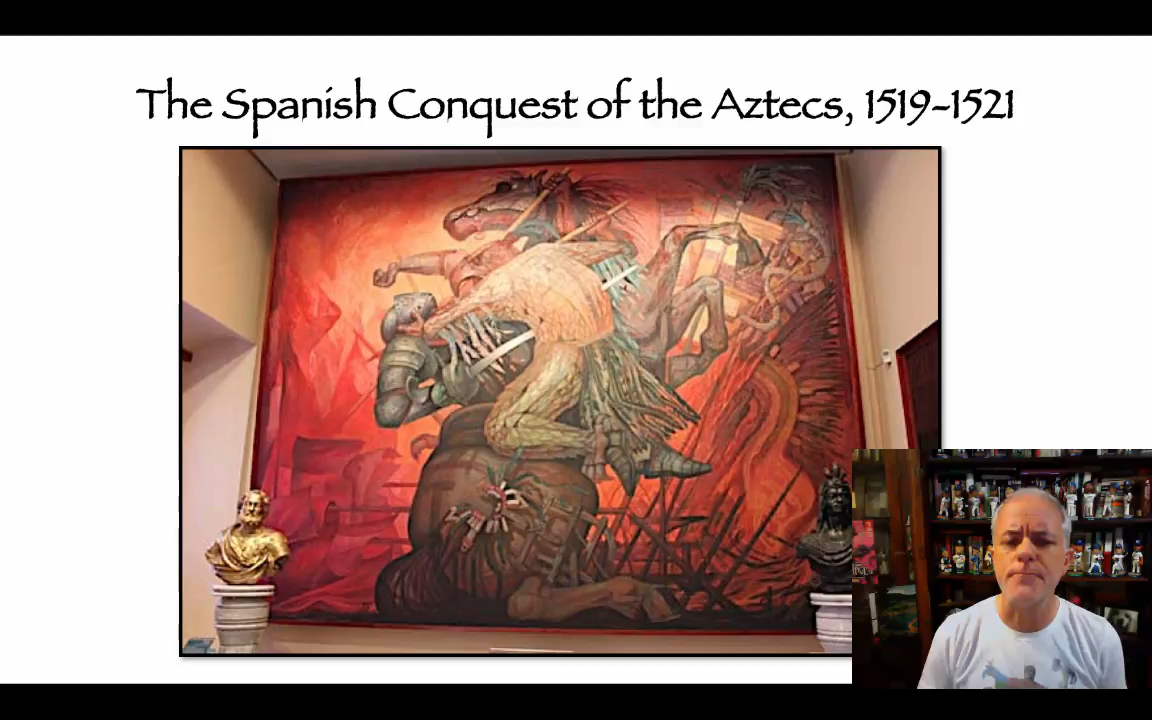 The Spanish Conquest of the Aztecs, 1519-1521